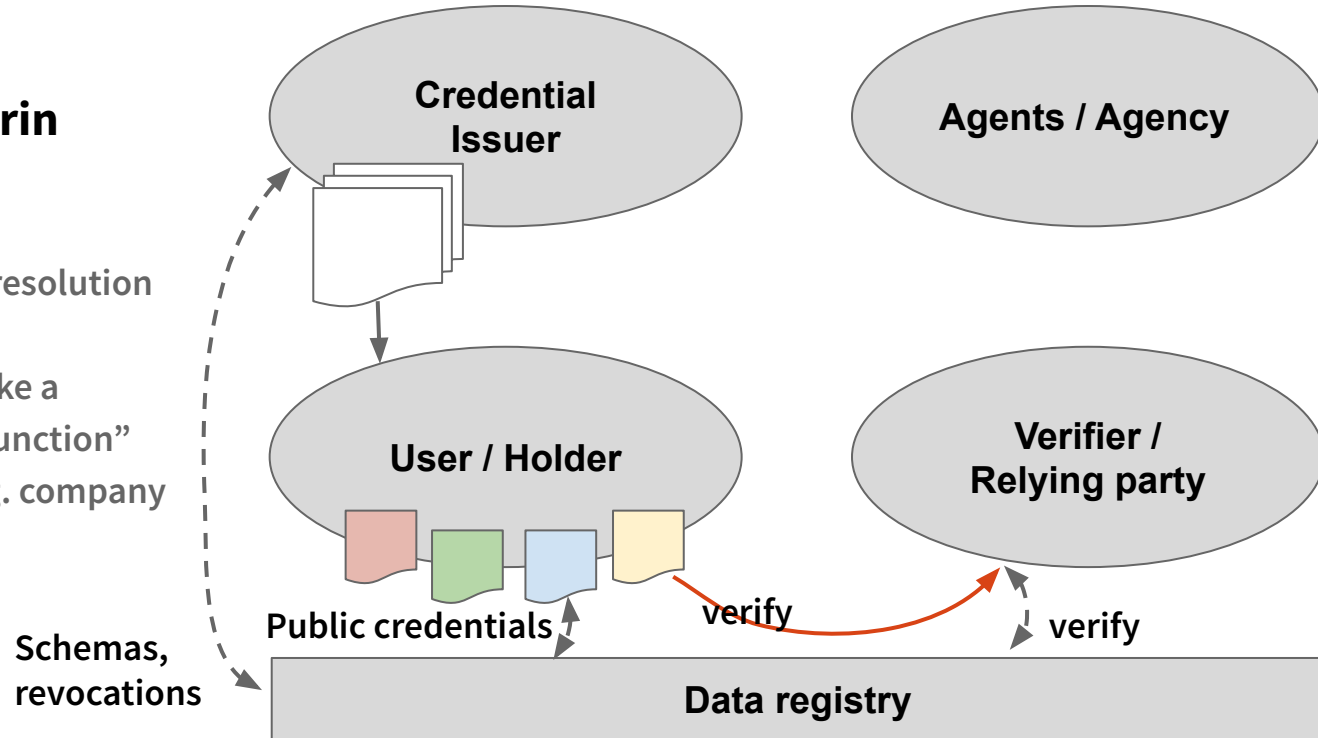 rin
resolution
ke a
unction”
. company
Schemas,
revocations
Credential
Issuer
Agents / Agency
User / Holder
Verifier /
Relying party
Public credentials
verify
verify
Data registry